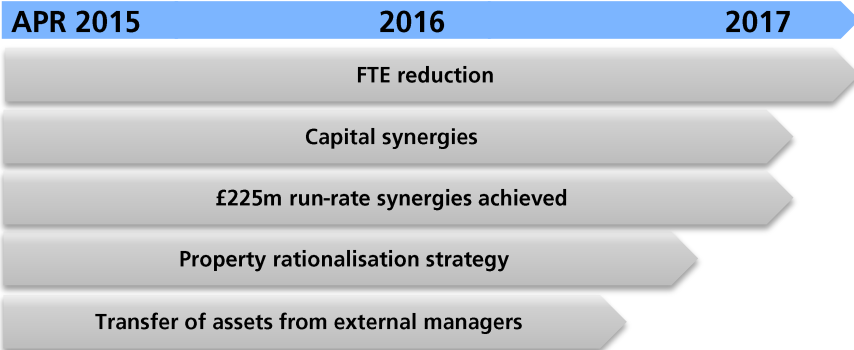 APR 2015 2016 2017
FTE reduction
Capital synergies
£225m run-rate synergies achieved
Property rationalisation strategy
Transfer of assets from external managers